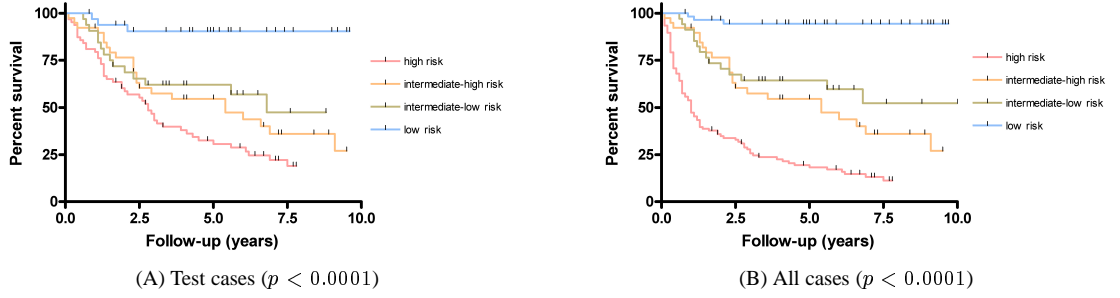 Percent survival
100
75
50
25
0
0.0
2.5
5.0
7.5
10.0
Follow-up (years)
high risk
intermediate-high risk
intermediate-low risk
low risk
(A) Test cases (p < 0.0001)
Percent survival
100
75
50
25
0
0.0
2.5
5.0
7.5
10.0
Follow-up (years)
high risk
intermediate-high risk
intermediate-low risk
low risk
(B) All cases (p < 0.0001)